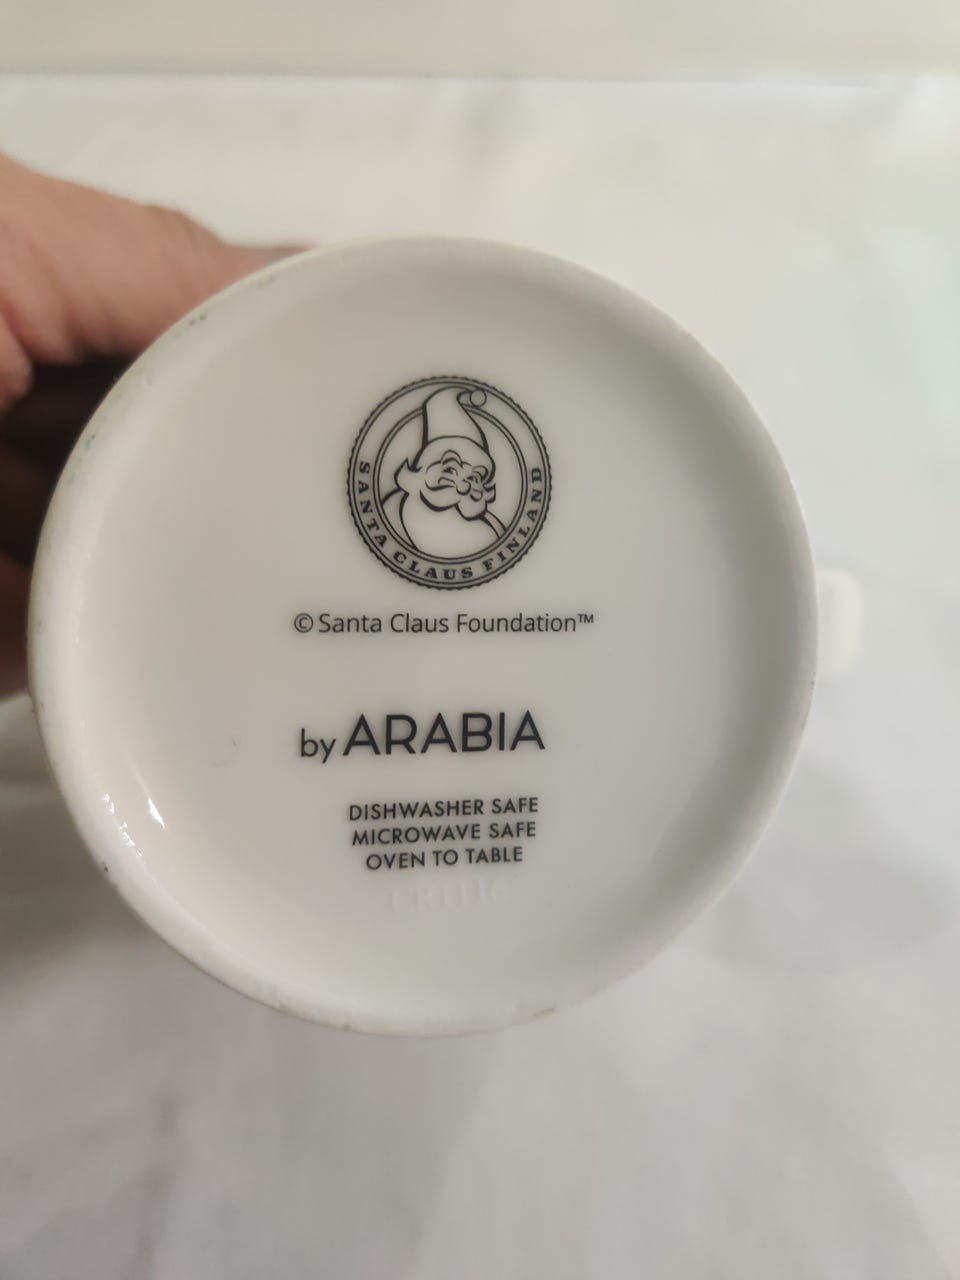 SANTA CLAUS FINLAND
© Santa Claus Foundation™
by ARABIA
DISHWASHER SAFE
MICROWAVE SAFE
OVEN TO TABLE